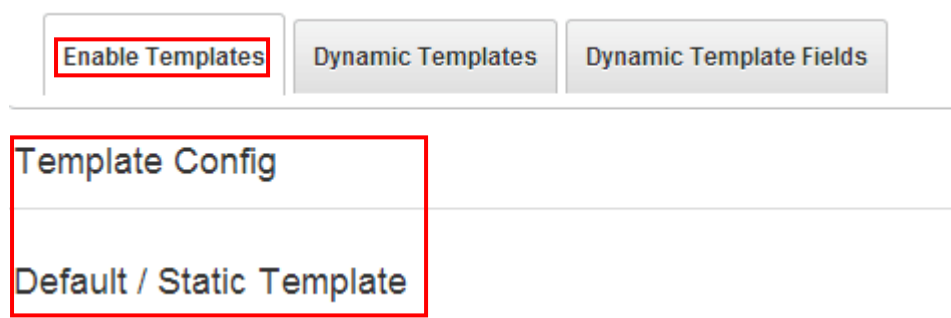 Enable Templates Dynamic Templates Dynamic Template Fields
Template Config
Default / Static Template